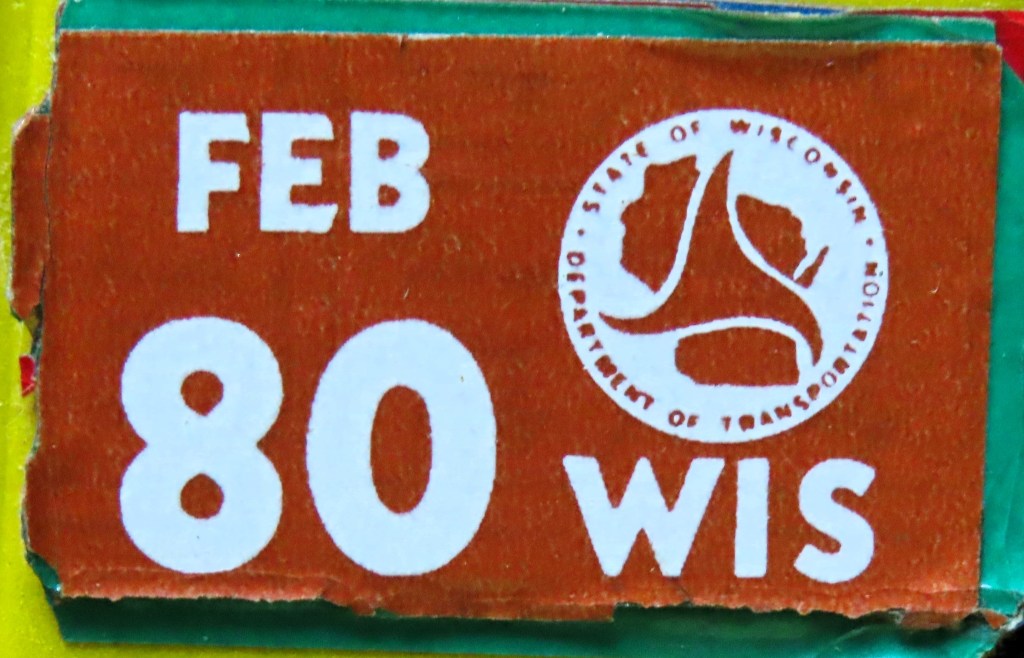 FEB
80
• STATE OF WISCONSIN •
DEPARTMENT OF TRANSPORTATION
WIS